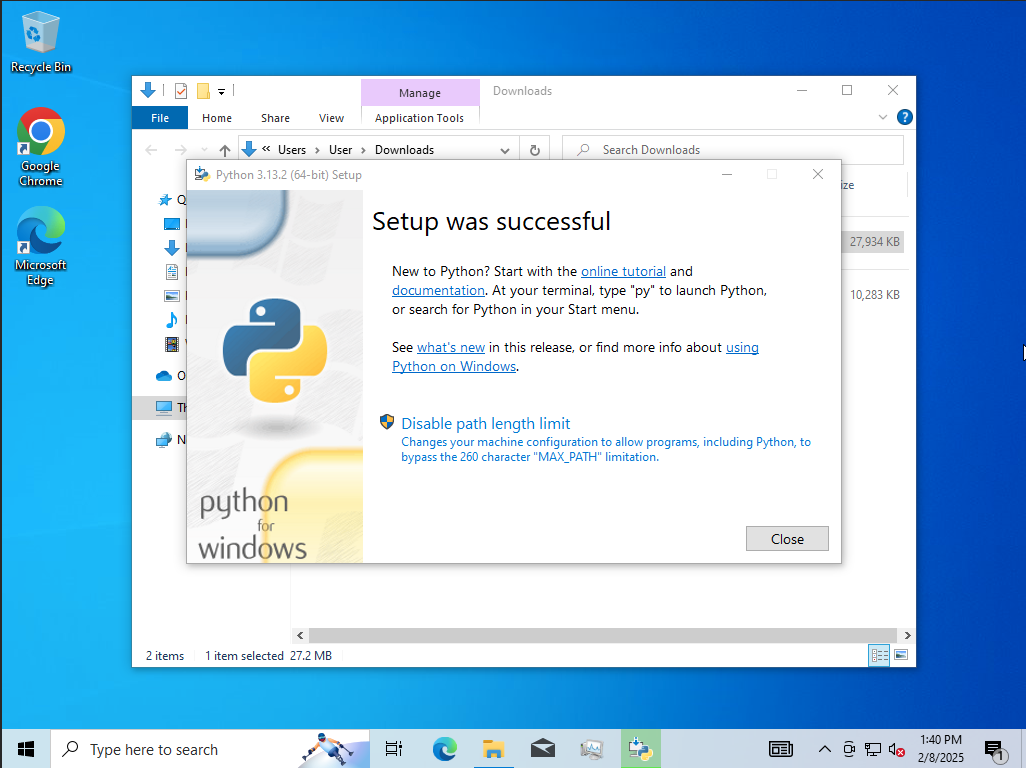 Recycle Bin
Google
Chrome
Microsoft
Edge
Manage
Downloads
File
Home
Share
View
Application Tools
« Users › User › Downloads
Search Downloads
Python 3.13.2 (64-bit) Setup
27,934 KB
10,283 KB
Setup was successful
New to Python? Start with the online tutorial and
documentation. At your terminal, type "py" to launch Python,
or search for Python in your Start menu.
See what's new in this release, or find more info about using
Python on Windows.
Disable path length limit
Changes your machine configuration to allow programs, including Python, to
bypass the 260 character "MAX_PATH" limitation.
python
for
windows
Close
2 items
1 item selected 27.2 MB
Type here to search
1:40 PM
2/8/2025
1